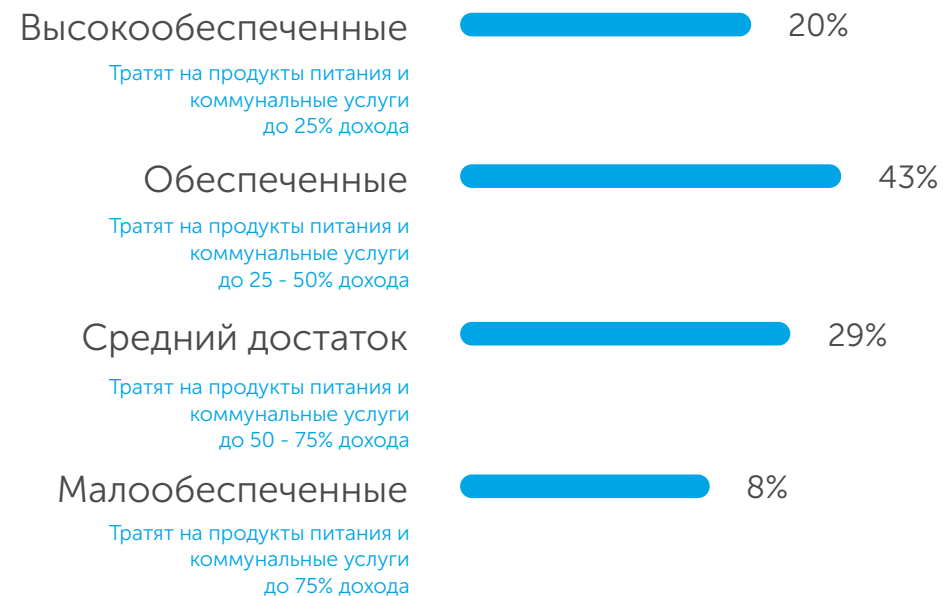 Высокообеспеченные
20%
Тратят на продукты питания и
коммунальные услуги
до 25% дохода
Обеспеченные
43%
Тратят на продукты питания и
коммунальные услуги
до 25 - 50% дохода
Средний достаток
29%
Тратят на продукты питания и
коммунальные услуги
до 50 - 75% дохода
Малообеспеченные
8%
Тратят на продукты питания и
коммунальные услуги
до 75% дохода